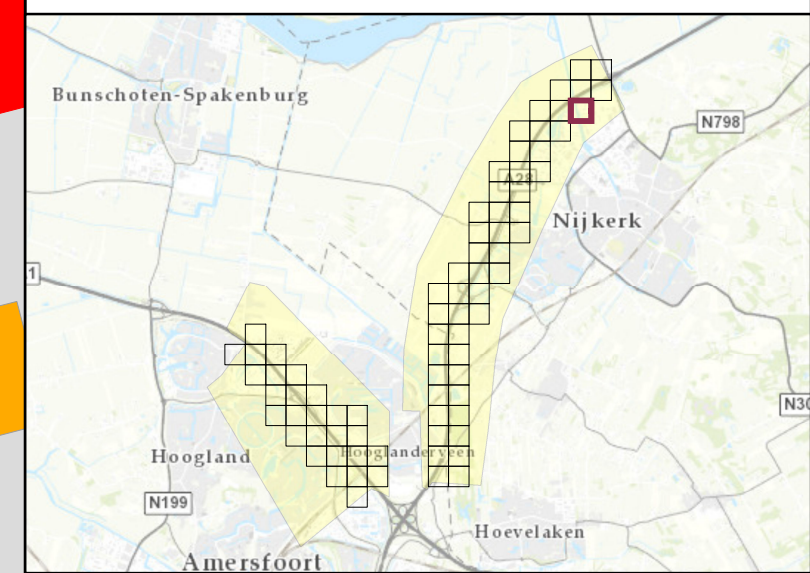 Bunschoten-Spakenburg
N798
A28
Nijkerk
1
N30
Hooglanderveen
Hoogland
N199
Hoevelaken
Amersfoort